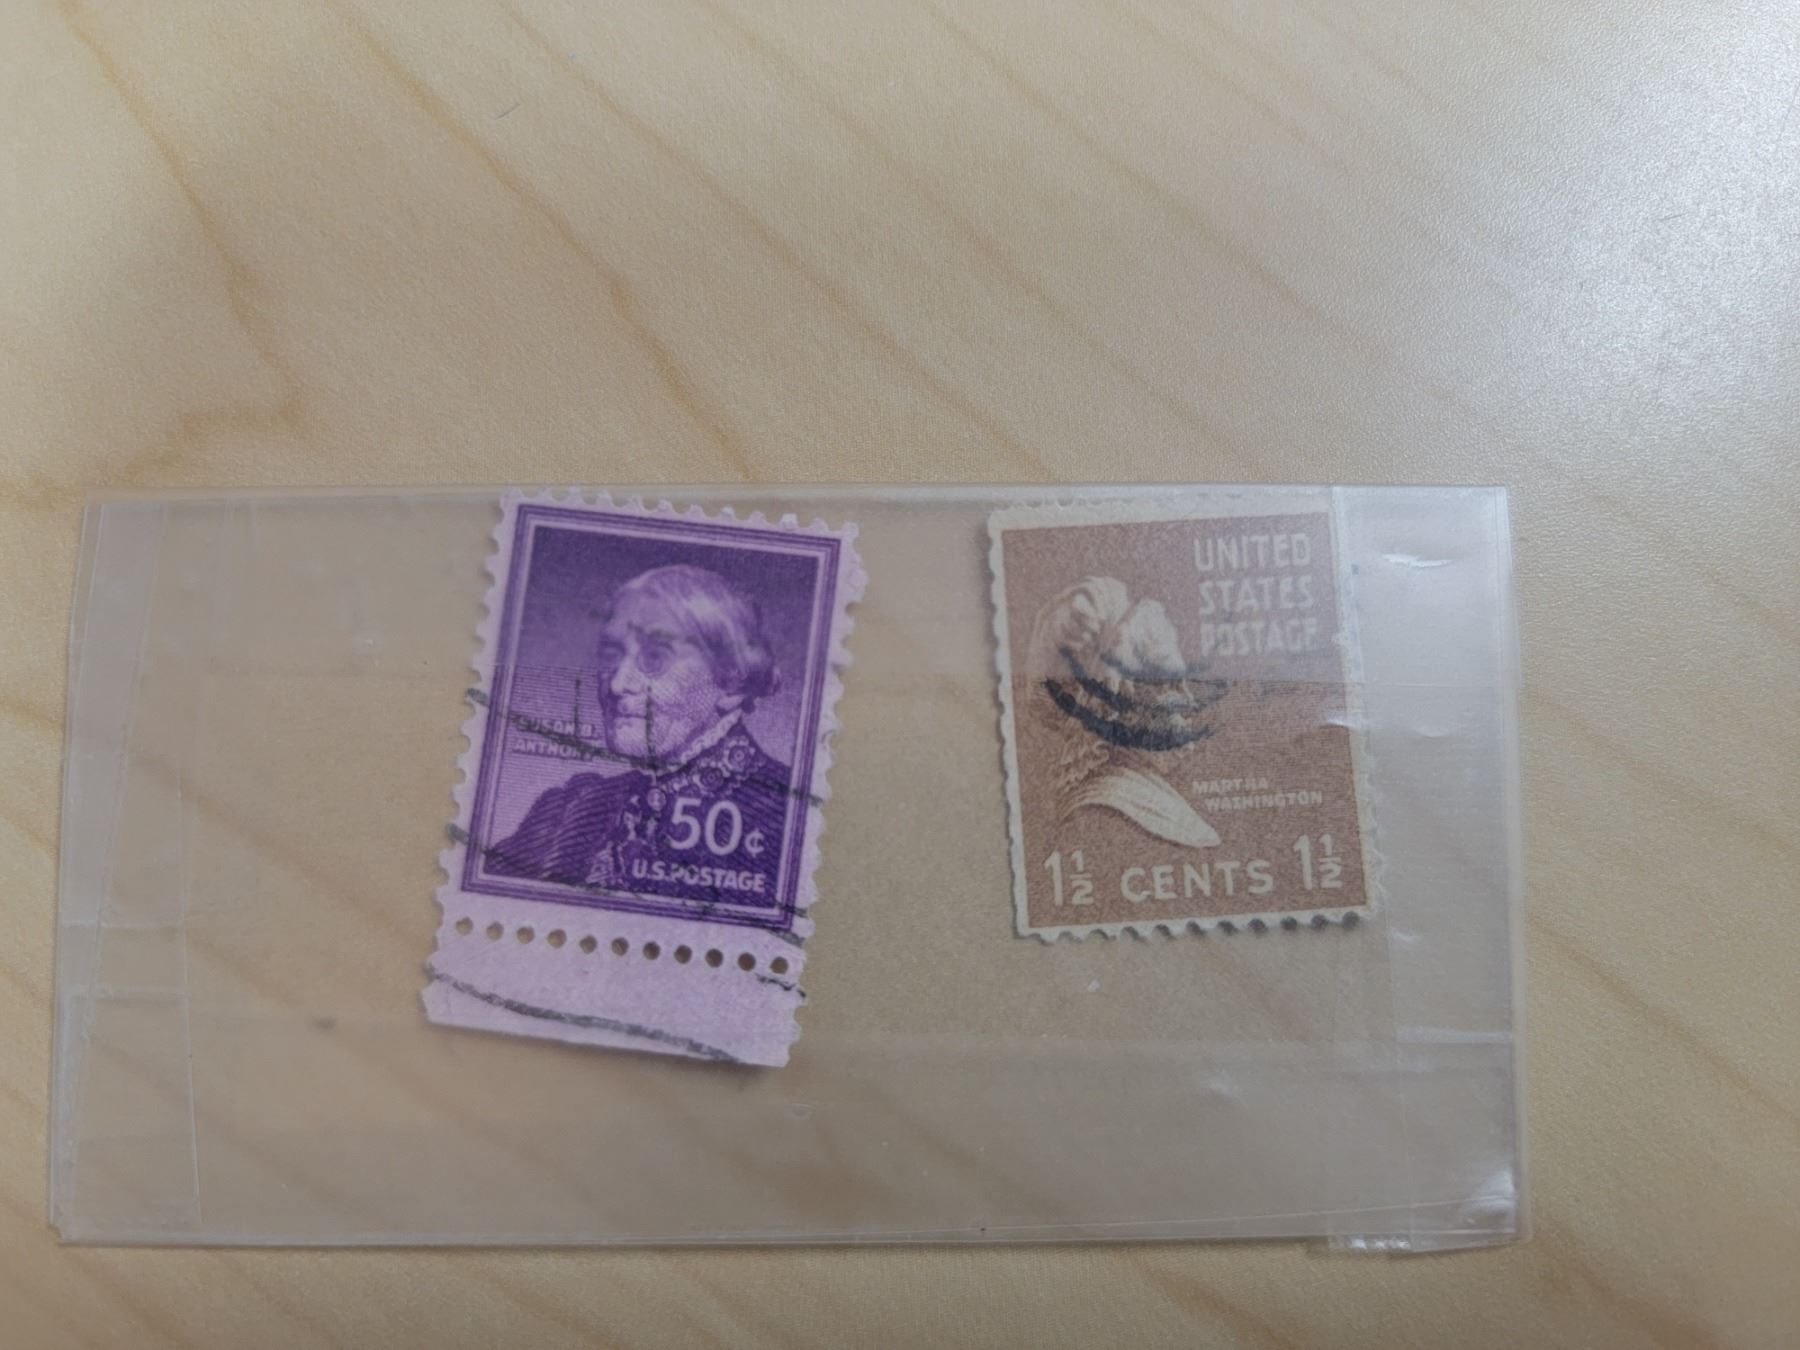 SUSAN B.
ANTHONY
50¢
U.S. POSTAGE
UNITED
STATES
POSTAGE
MARTHA
WASHINGTON
1½ CENTS 1½